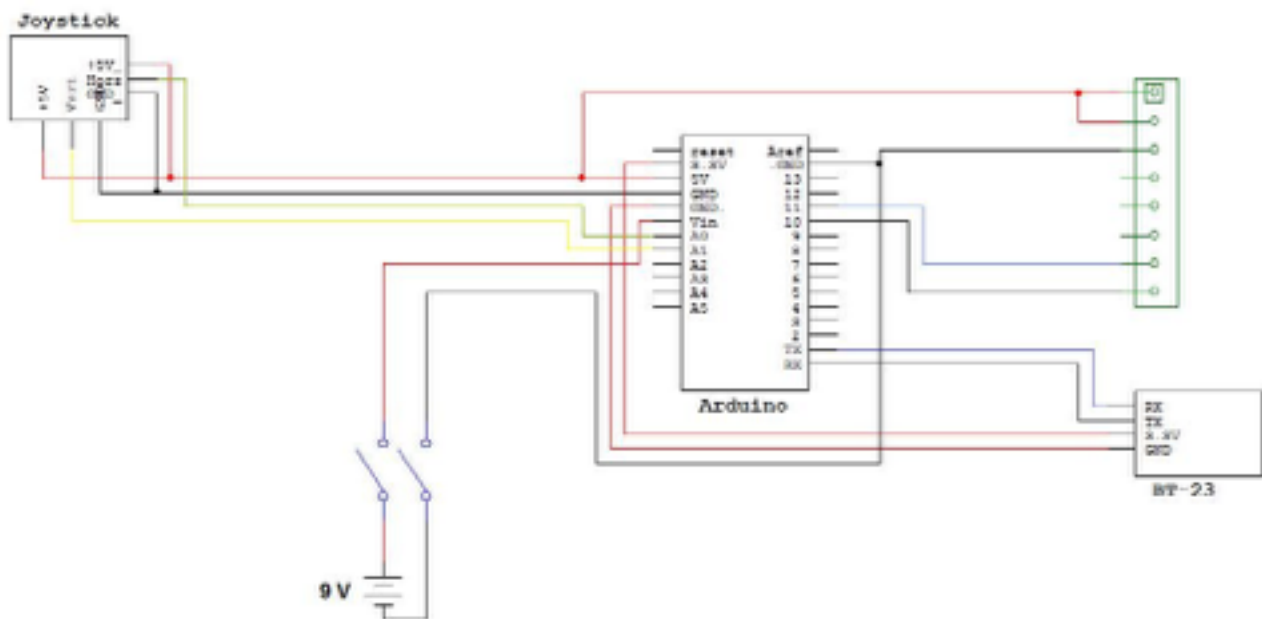 Joystick
+5V
Horz
GND
+5V
Vert
GND
reset
3.3V
5V
GND
GND.
Vin
A0
A1
A2
A3
A4
A5
Aref
.GND
13
12
11
10
9
8
7
6
5
4
3
2
TX
RX
Arduino
RX
TX
3.3V
GND
BT-23
9 V